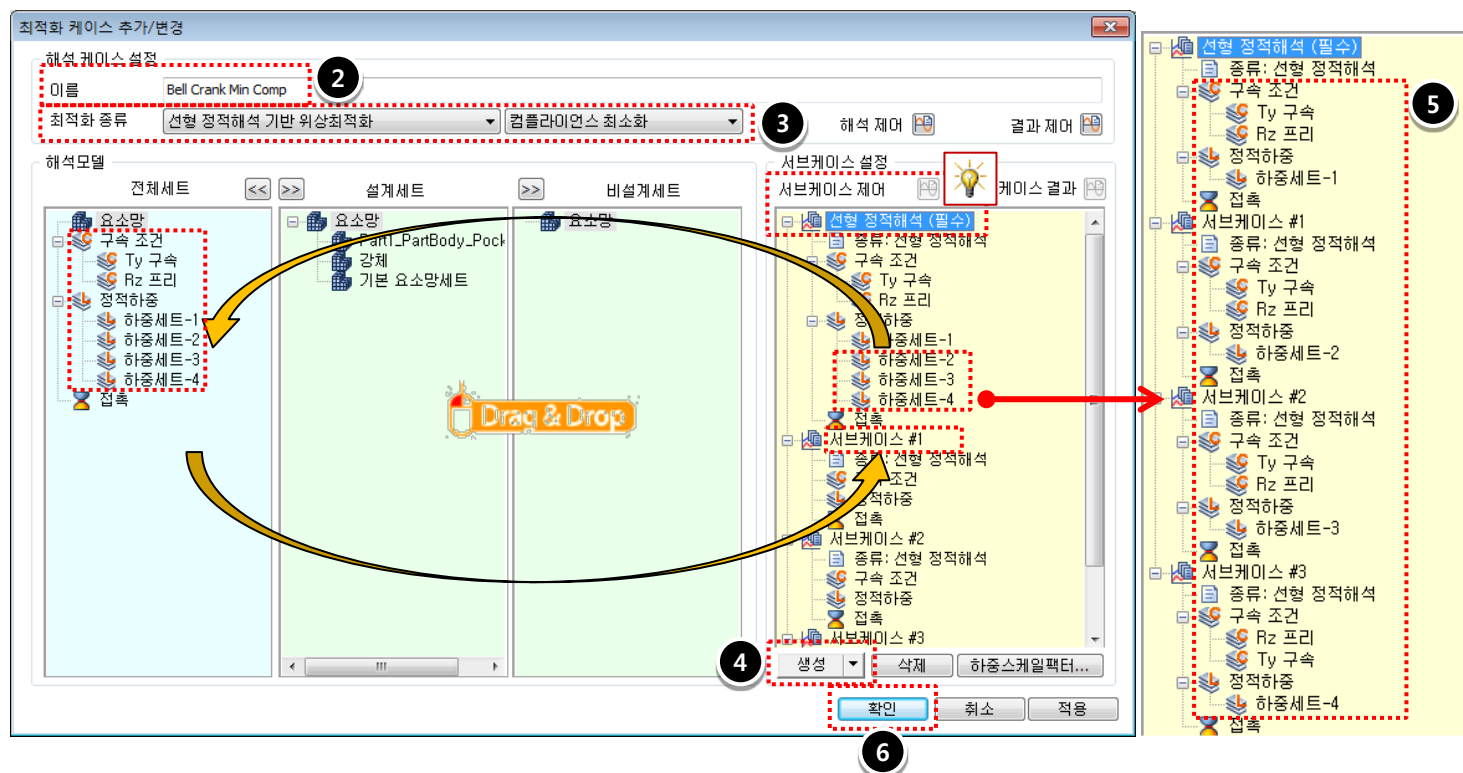 최적화 케이스 추가/변경
해석 케이스 설정
2
이름
Bell Crank Min Comp
최적화 종류
선형 정적해석 기반 위상최적화
컴플라이언스 최소화
3
해석 제어
결과 제어
해석모델
전체세트
<<
>>
설계세트
>>
비설계세트
요소망
구속 조건
Ty 구속
Rz 프리
정적하중
하중세트-1
하중세트-2
하중세트-3
하중세트-4
접촉
요소망
Part1_PartBody_Pock
강체
기본 요소망세트
요소망
Drag & Drop
서브케이스 설정
서브케이스 제어
케이스 결과
선형 정적해석 (필수)
종류: 선형 정적해석
구속 조건
Ty 구속
Rz 프리
정적하중
하중세트-1
하중세트-2
하중세트-3
하중세트-4
접촉
서브케이스 #1
종류: 선형 정적해석
구속 조건
정적하중
접촉
서브케이스 #2
종류: 선형 정적해석
구속 조건
정적하중
접촉
서브케이스 #3
4
생성
삭제
하중스케일팩터...
확인
취소
적용
6
선형 정적해석 (필수)
종류: 선형 정적해석
5
구속 조건
Ty 구속
Rz 프리
정적하중
하중세트-1
접촉
서브케이스 #1
종류: 선형 정적해석
구속 조건
Ty 구속
Rz 프리
정적하중
하중세트-2
접촉
서브케이스 #2
종류: 선형 정적해석
구속 조건
Ty 구속
Rz 프리
정적하중
하중세트-3
접촉
서브케이스 #3
종류: 선형 정적해석
구속 조건
Rz 프리
Ty 구속
정적하중
하중세트-4
접촉